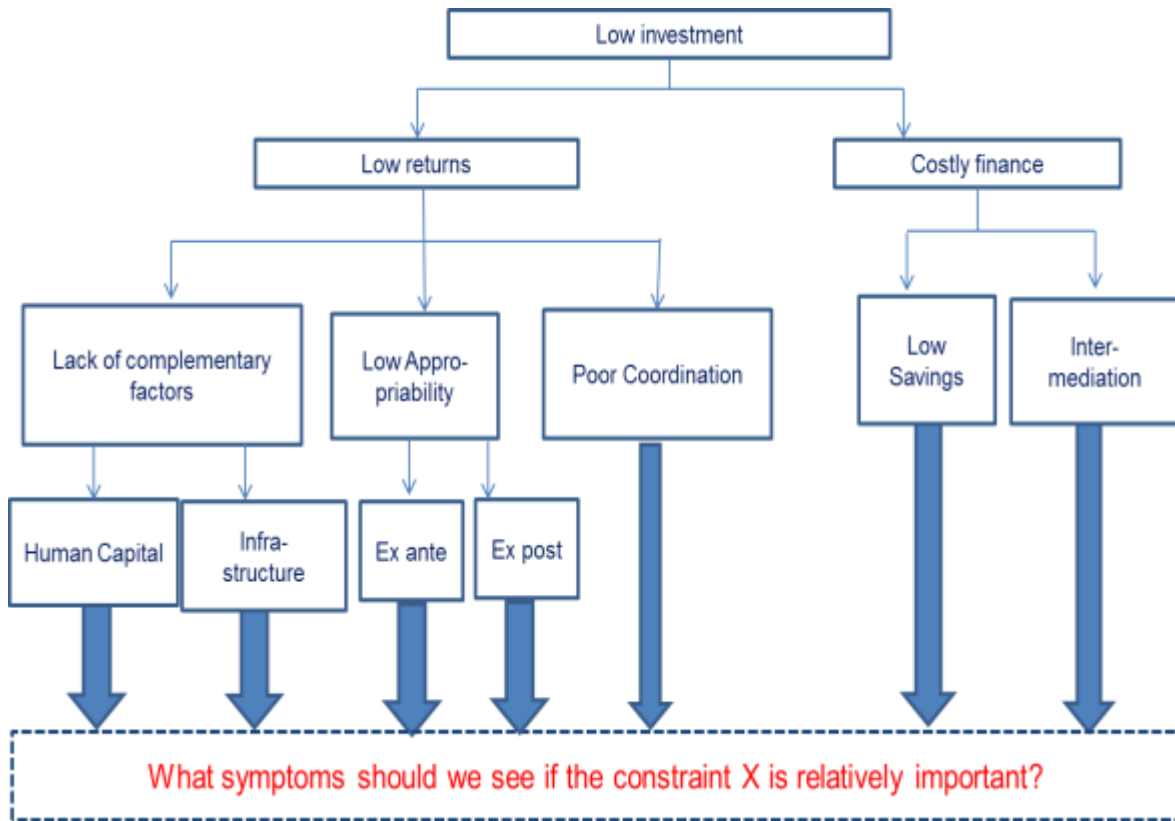 Low investment
Low returns
Costly finance
Lack of complementary
factors
Low Appro-
priability
Poor Coordination
Low
Savings
Inter-
mediation
Human Capital
Infra-
structure
Ex ante
Ex post
What symptoms should we see if the constraint X is relatively important?